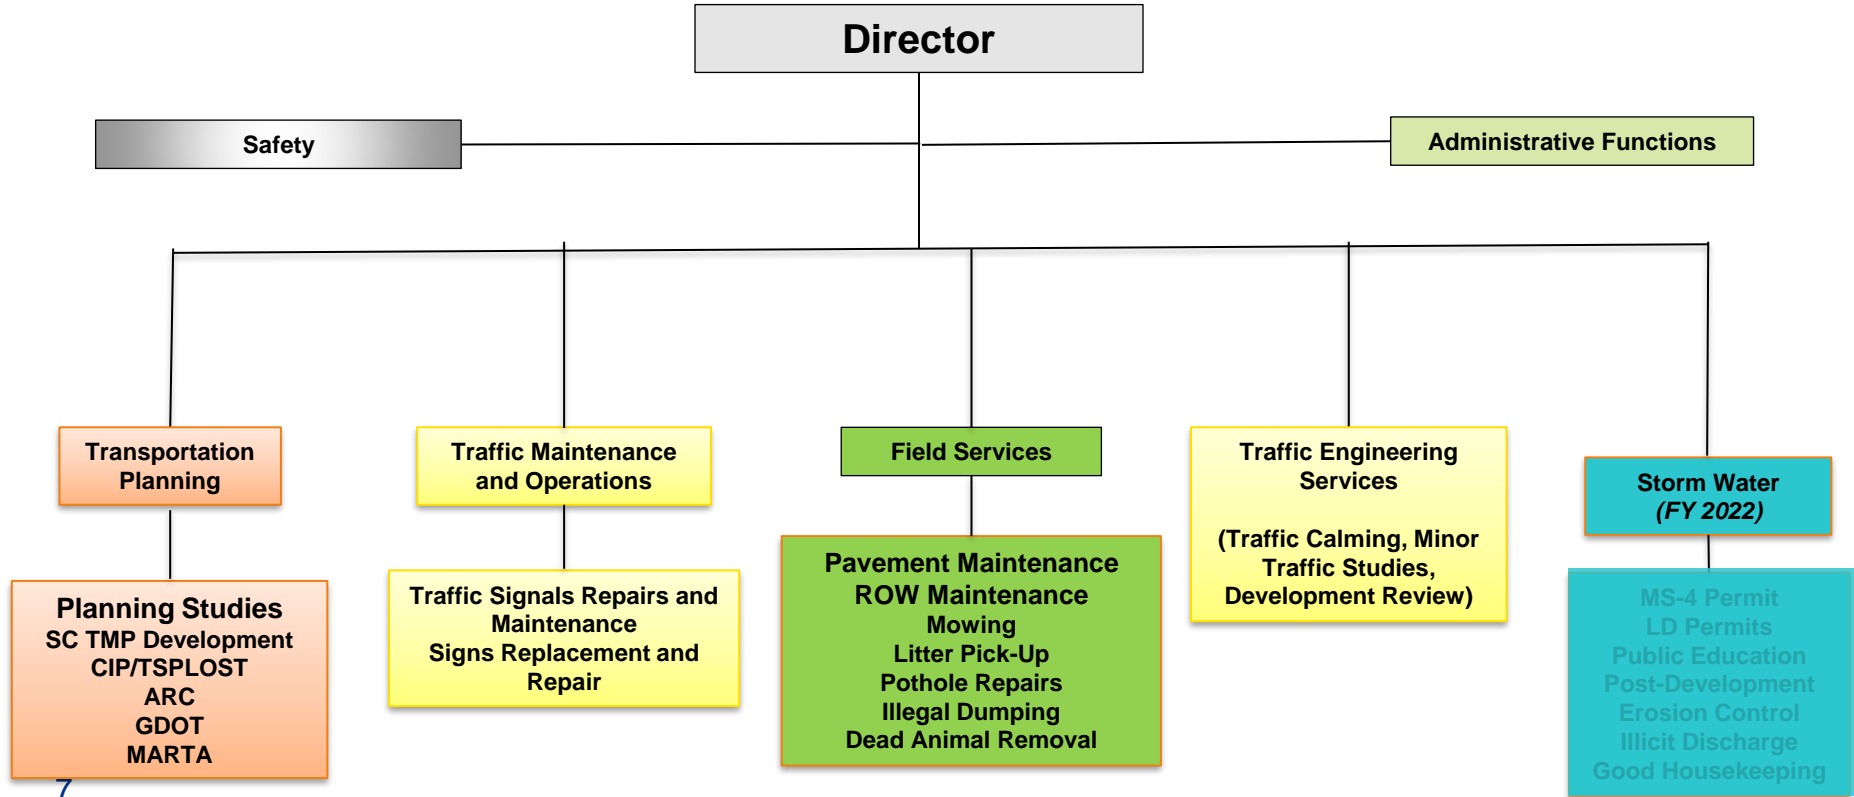 Director
Safety
Administrative Functions
Transportation
Planning
Traffic Maintenance
and Operations
Field Services
Traffic Engineering
Services
(Traffic Calming, Minor
Traffic Studies,
Development Review)
Storm Water
(FY 2022)
Planning Studies
SC TMP Development
CIP/TSPLOST
ARC
GDOT
MARTA
Traffic Signals Repairs and
Maintenance
Signs Replacement and
Repair
Pavement Maintenance
ROW Maintenance
Mowing
Litter Pick-Up
Pothole Repairs
Illegal Dumping
Dead Animal Removal
MS-4 Permit
LD Permits
Public Education
Post-Development
Erosion Control
Illicit Discharge
Good Housekeeping
7